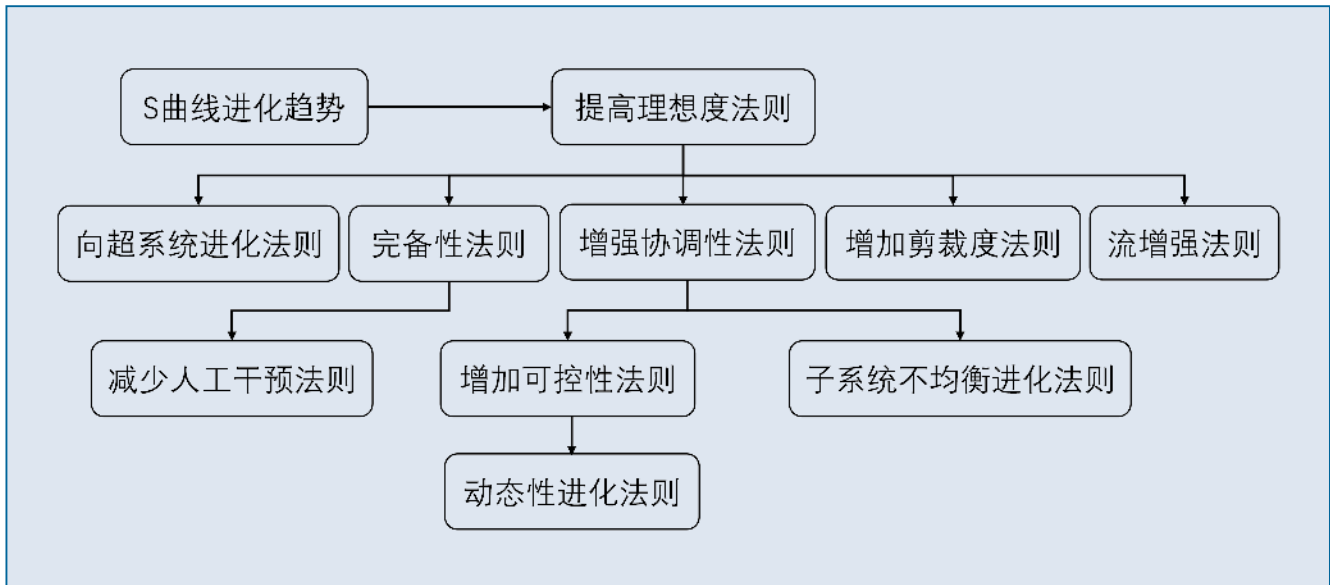 S曲线进化趋势
提高理想度法则
向超系统进化法则
完备性法则
增强协调性法则
增加剪裁度法则
流增强法则
减少人工干预法则
增加可控性法则
子系统不均衡进化法则
动态性进化法则